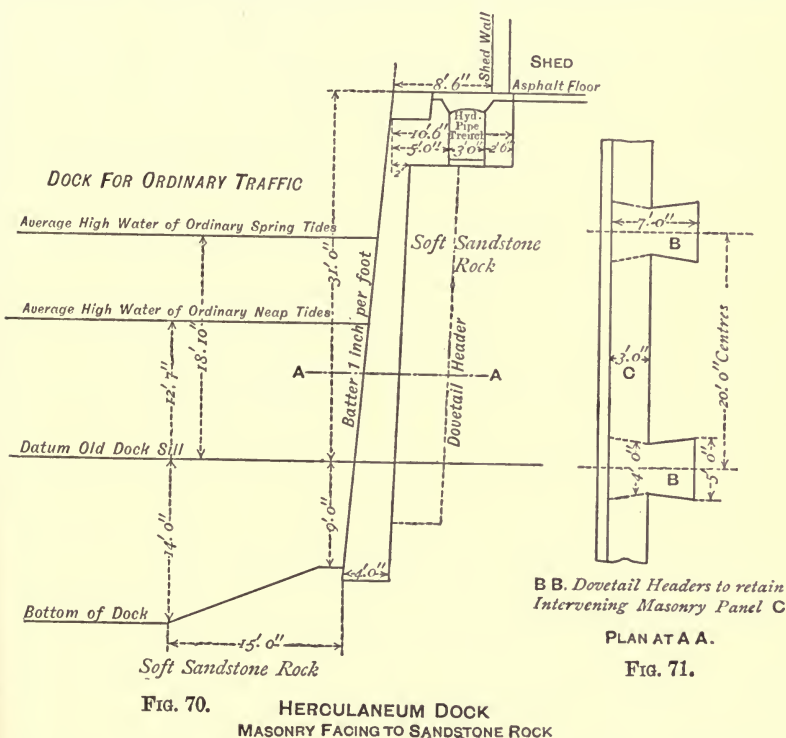 SHED
Shed Wall
8'.6"
Asphalt Floor
Hyd.
Pipe
Trench
10'.6"
5'.0"
3'.0"
2'.6"
2'
DOCK FOR ORDINARY TRAFFIC
Average High Water of Ordinary Spring Tides
31'.0"
Soft Sandstone
Rock
Average High Water of Ordinary Neap Tides
18'.10"
12'.7"
Batter 1 inch per foot
A
A
Dovetail Header
Datum Old Dock Sill
14'.0"
9'.0"
4'.0"
Bottom of Dock
15'.0"
Soft Sandstone Rock
FIG. 70.
7'.0"
B
3'.0"
C
20'.0" Centres
4'.0"
B
5'.0"
B B. Dovetail Headers to retain
Intervening Masonry Panel C
PLAN AT A A.
FIG. 71.
HERCULANEUM DOCK
MASONRY FACING TO SANDSTONE ROCK